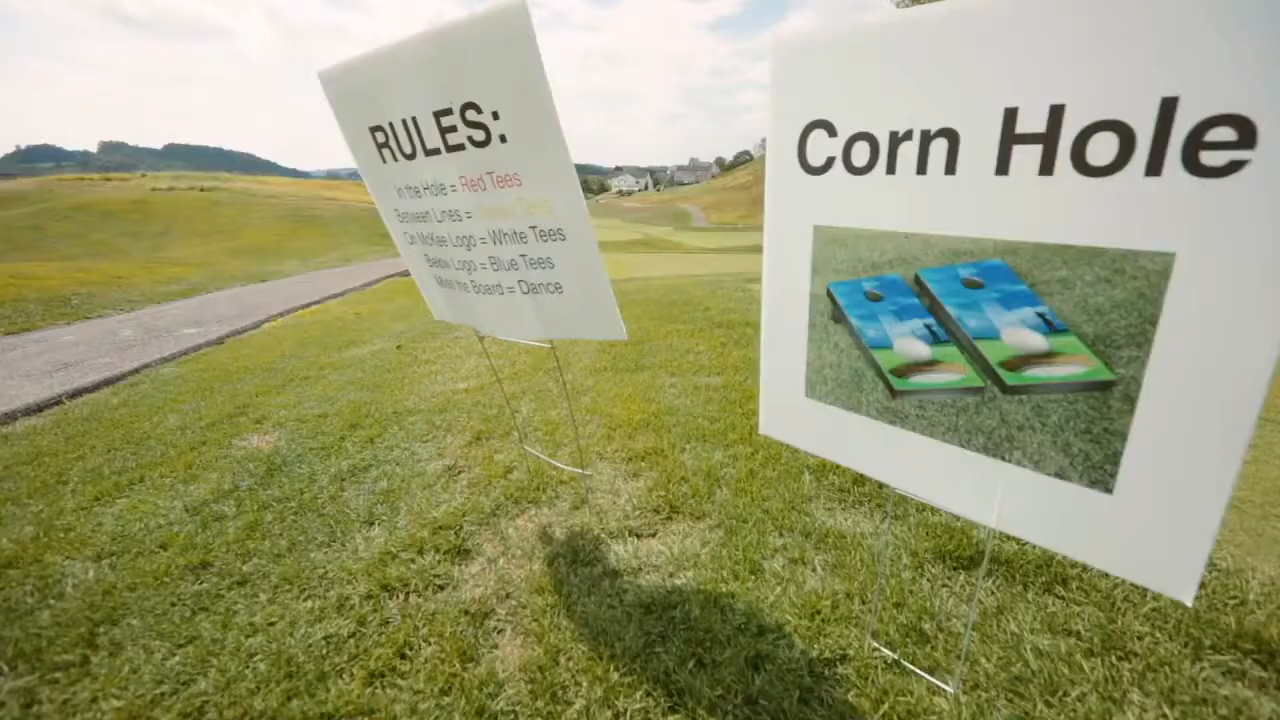 RULES:
In the Hole = Red Tees
Between Lines =
On McKee Logo = White Tees
Below Logo = Blue Tees
Miss the Board = Dance
Corn Hole